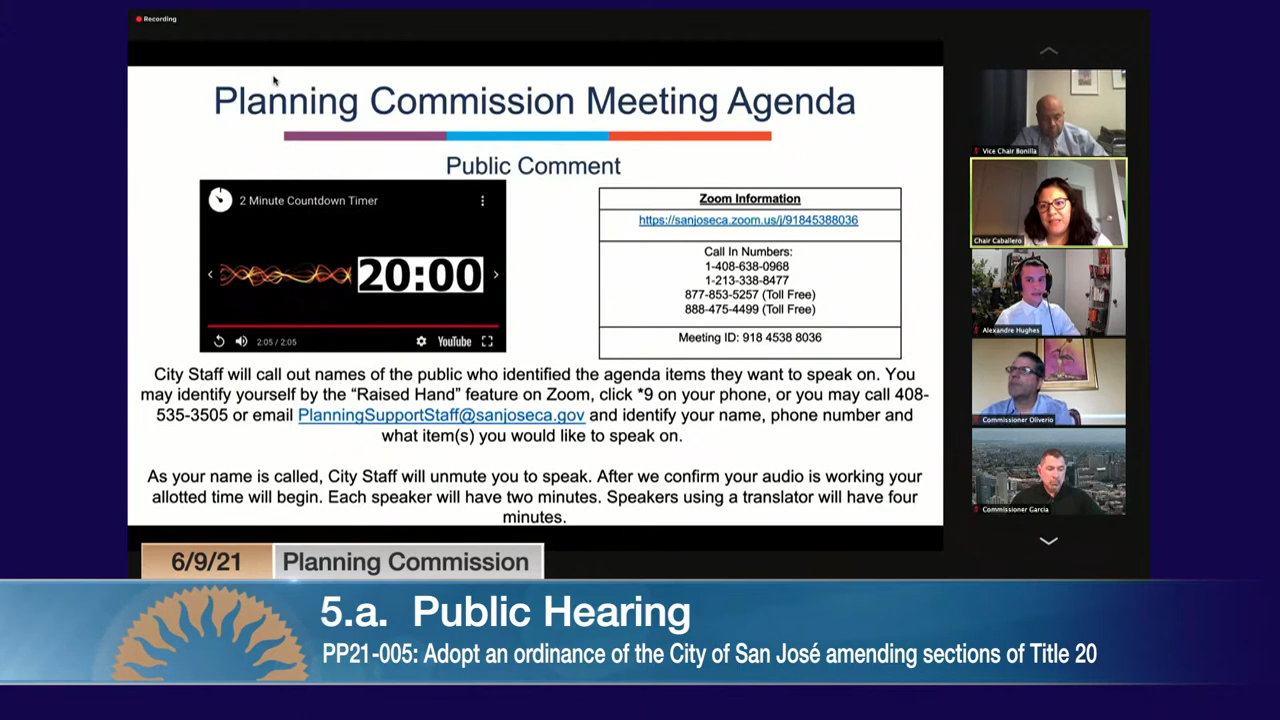 Recording
Planning Commission Meeting Agenda
Public Comment
2 Minute Countdown Timer
20:00
2:05 / 2:05
YouTube
Zoom Information
https://sanjoseca.zoom.us/j/91845388036
Call In Numbers:
1-408-638-0968
1-213-338-8477
877-853-5257 (Toll Free)
888-475-4499 (Toll Free)
Meeting ID: 918 4538 8036
City Staff will call out names of the public who identified the agenda items they want to speak on. You
may identify yourself by the “Raised Hand” feature on Zoom, click *9 on your phone, or you may call 408-
535-3505 or email PlanningSupportStaff@sanjoseca.gov and identify your name, phone number and
what item(s) you would like to speak on.
As your name is called, City Staff will unmute you to speak. After we confirm your audio is working your
allotted time will begin. Each speaker will have two minutes. Speakers using a translator will have four
minutes.
Vice Chair Bonilla
Chair Caballero
Alexandre Hughes
Commissioner Oliverio
Commissioner Garcia
6/9/21
Planning Commission
5.a. Public Hearing
PP21-005: Adopt an ordinance of the City of San José amending sections of Title 20